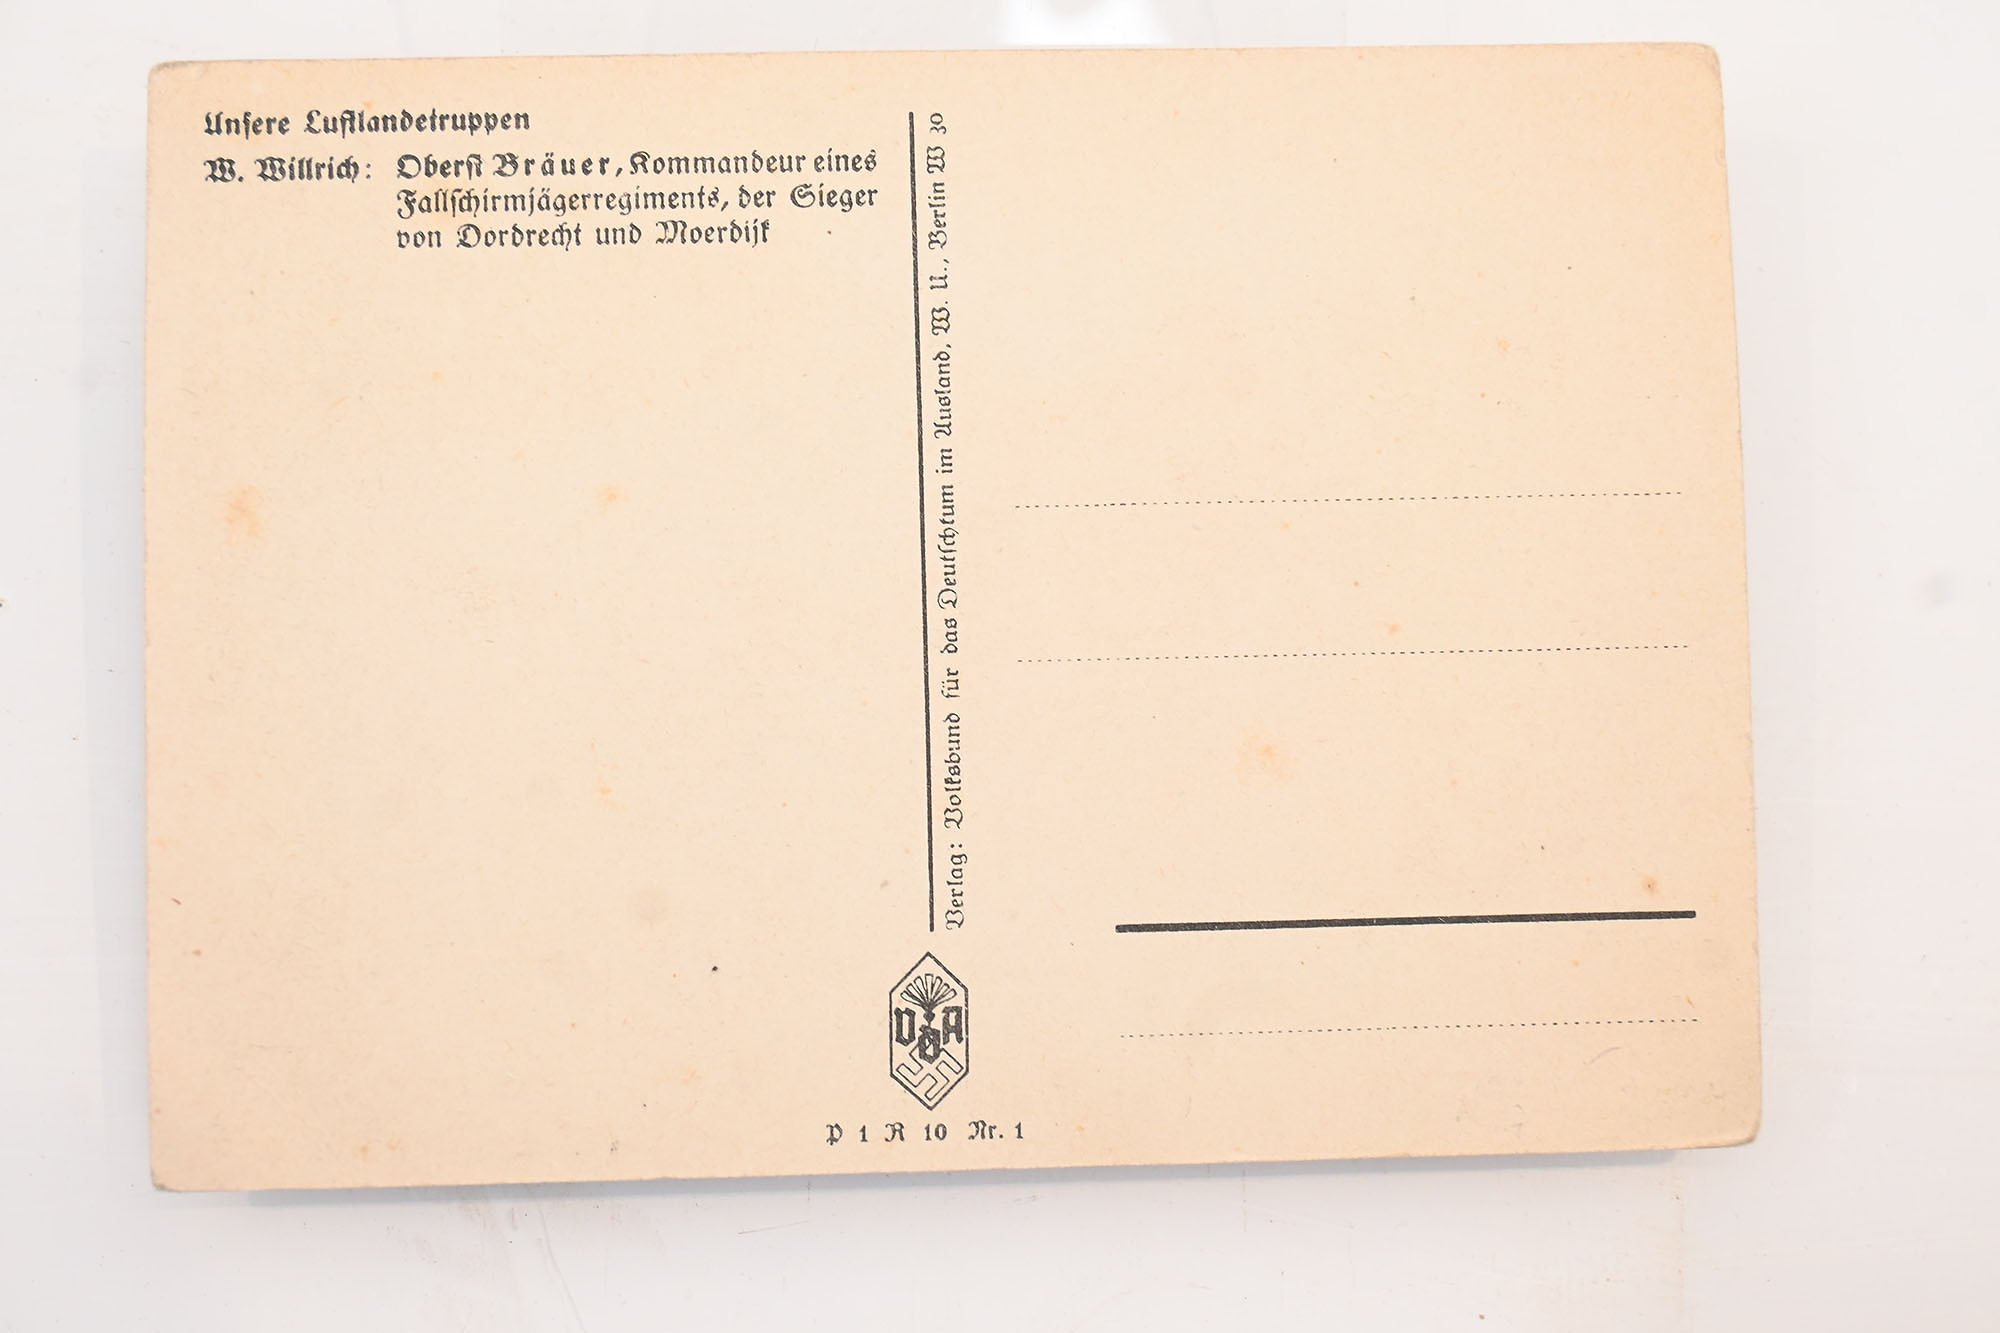 Unsere Luftlandetruppen
W. Willrich: Oberst Bräuer, Kommandeur eines
Fallschirmjägerregiments, der Sieger
von Dordrecht und Moerdijk
Verlag: Volksbund für das Deutschtum im Ausland, W. U., Berlin W 30
VDA
P 1 R 10 Nr. 1